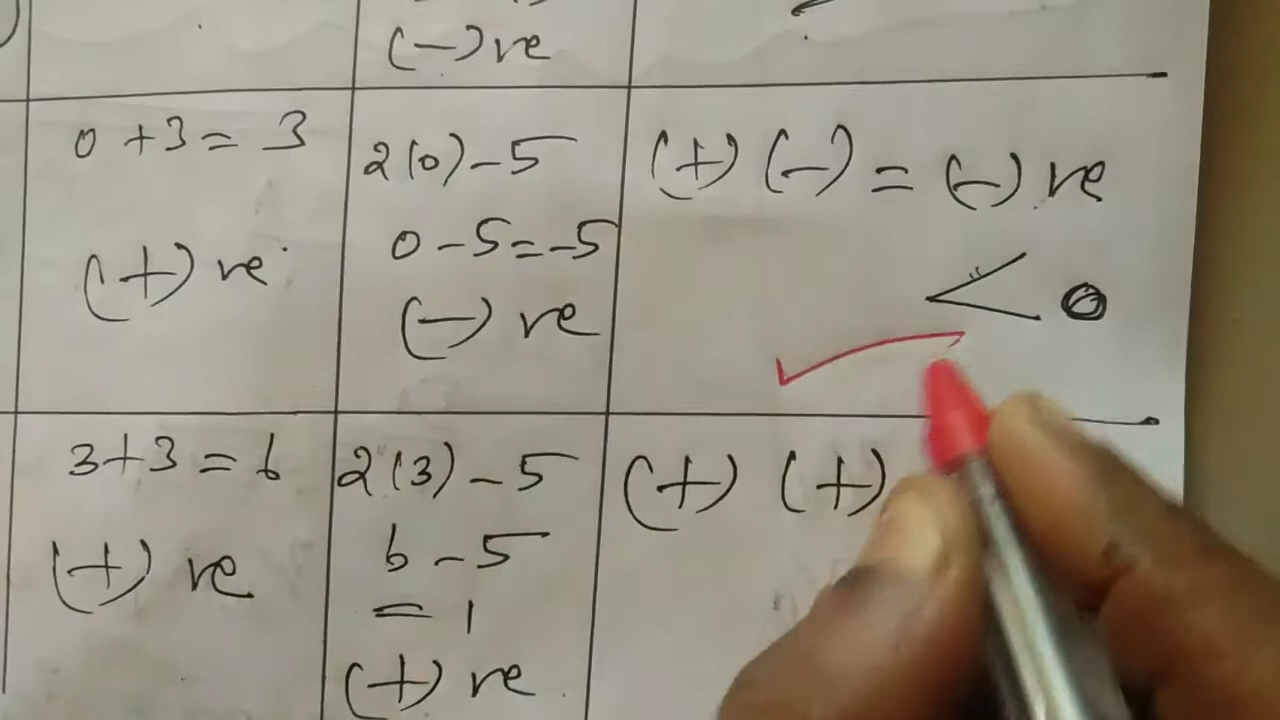 (-) ve
0 + 3 = 3
(+) ve
2(0) - 5
0 - 5 = -5
(-) ve
(+) (-) = (-) ve
< 0
3 + 3 = 6
(+) ve
2(3) - 5
6 - 5
= 1
(+) ve
(+) (+)